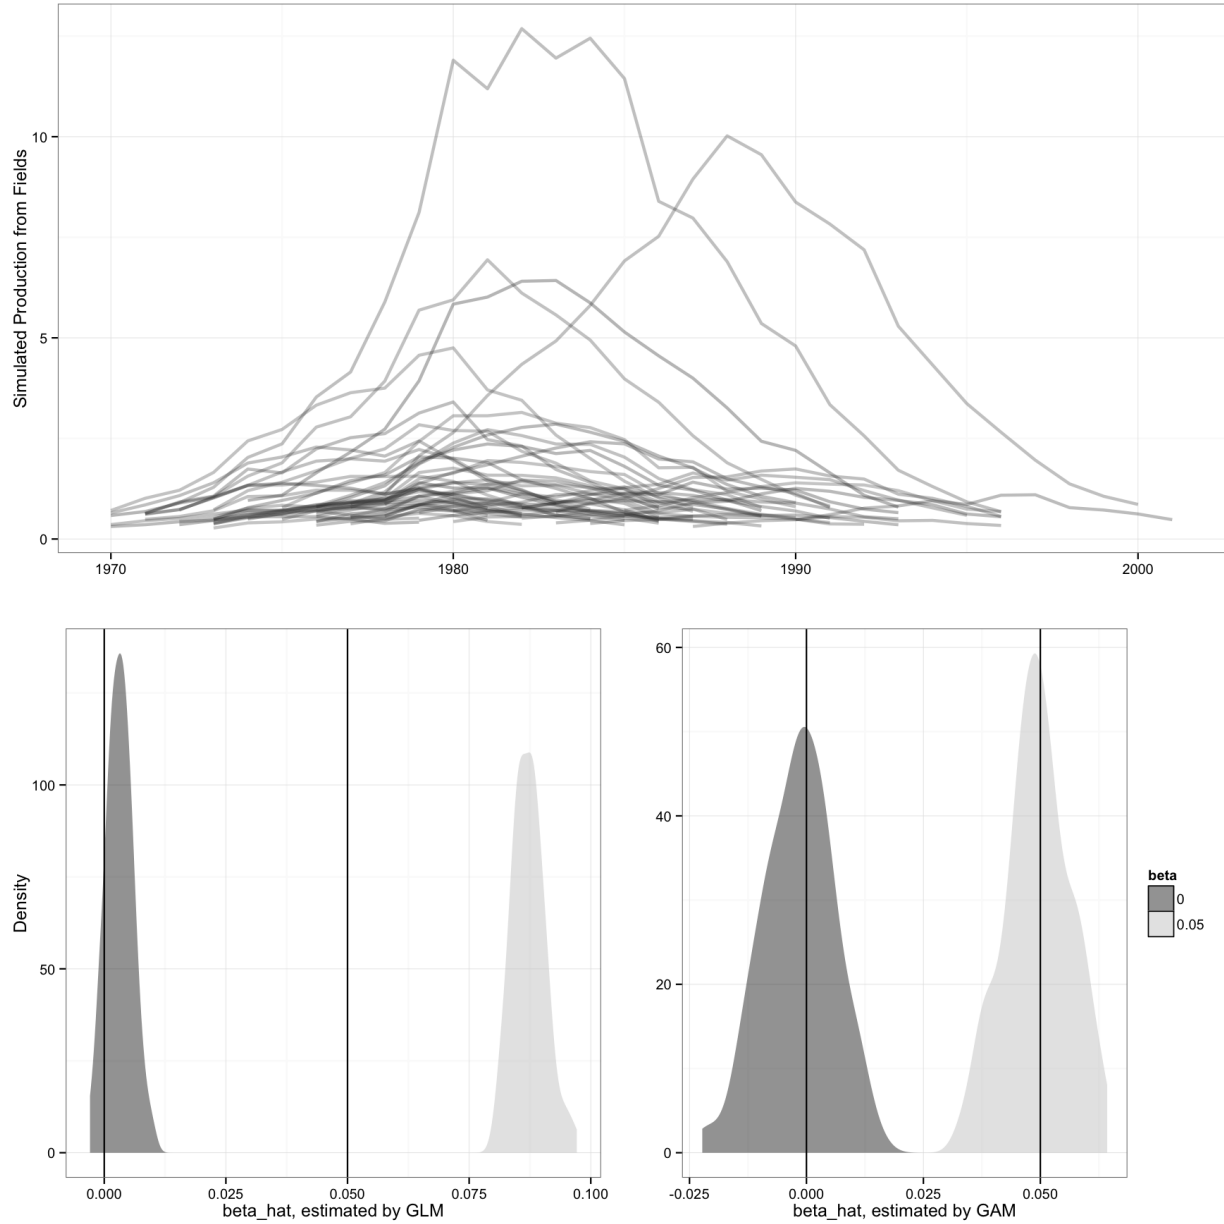 Simulated Production from Fields
10
5
0
1970 1980 1990 2000
Density
100
50
0
0.000 0.025 0.050 0.075 0.100
beta_hat, estimated by GLM
60
40
20
0
-0.025 0.000 0.025 0.050
beta_hat, estimated by GAM
beta
0
0.05